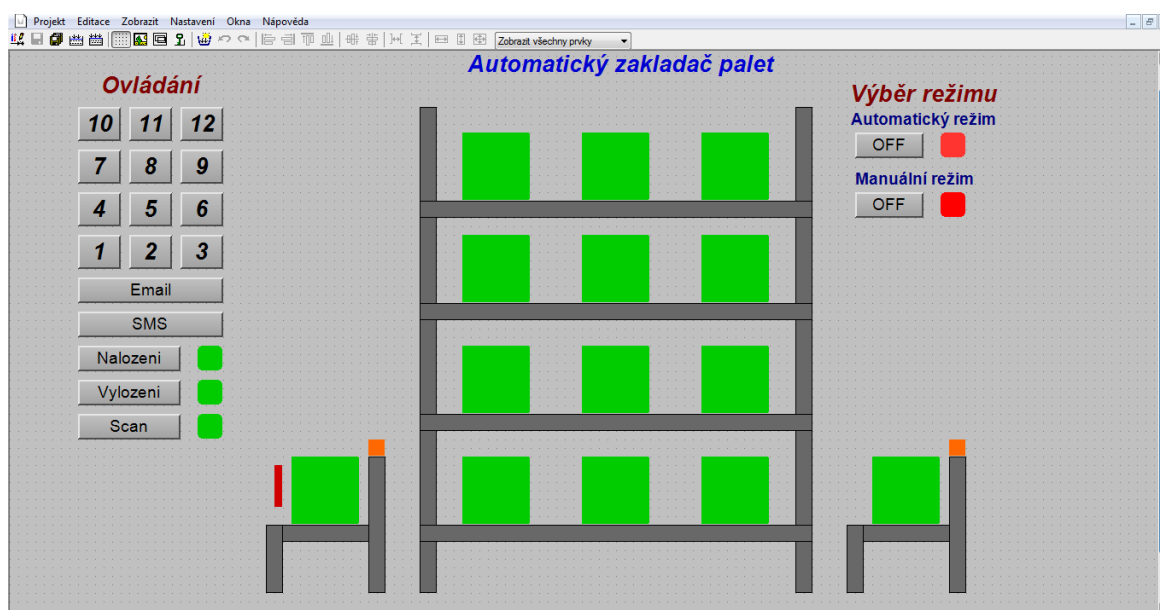 Projekt Editace Zobrazit Nastavení Okna Nápověda
Zobrazit všechny prvky
Automatický zakladač palet
Ovládání
10 11 12
7 8 9
4 5 6
1 2 3
Email
SMS
Nalozeni
Vylozeni
Scan
Výběr režimu
Automatický režim
OFF
Manuální režim
OFF